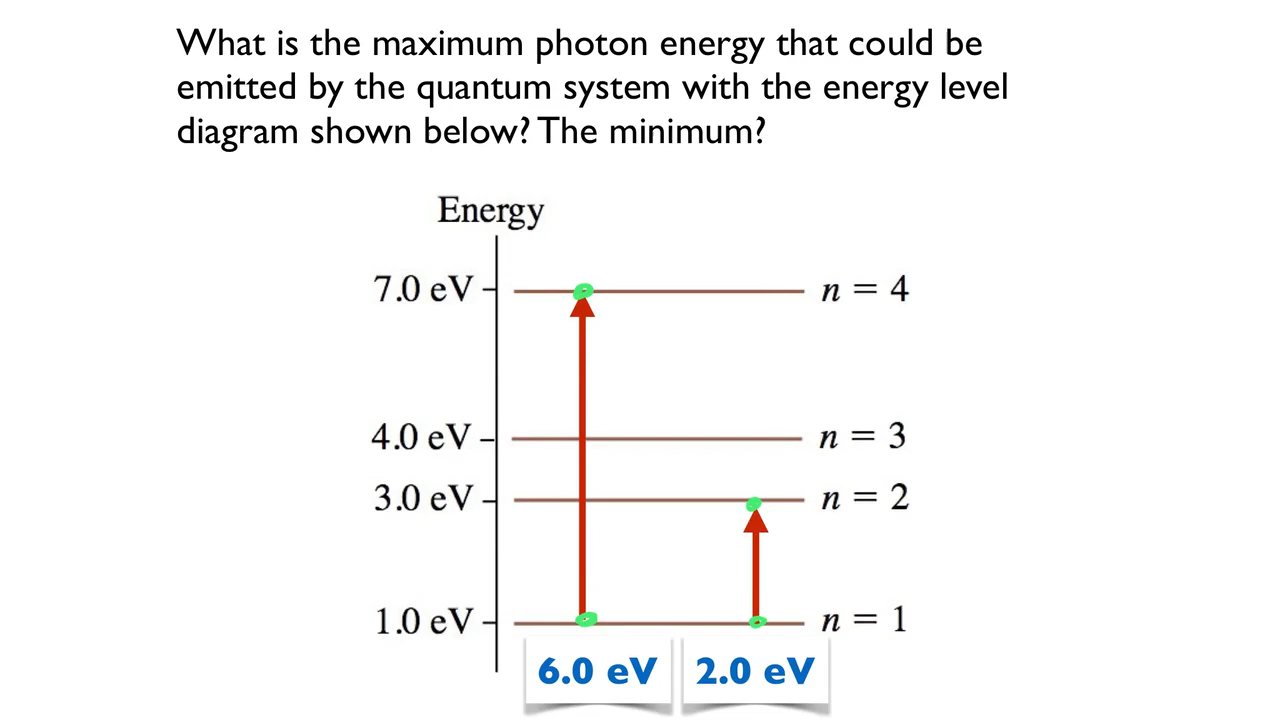 What is the maximum photon energy that could be
emitted by the quantum system with the energy level
diagram shown below? The minimum?
Energy
7.0 eV
n = 4
4.0 eV
n = 3
3.0 eV
n = 2
1.0 eV
n = 1
6.0 eV
2.0 eV